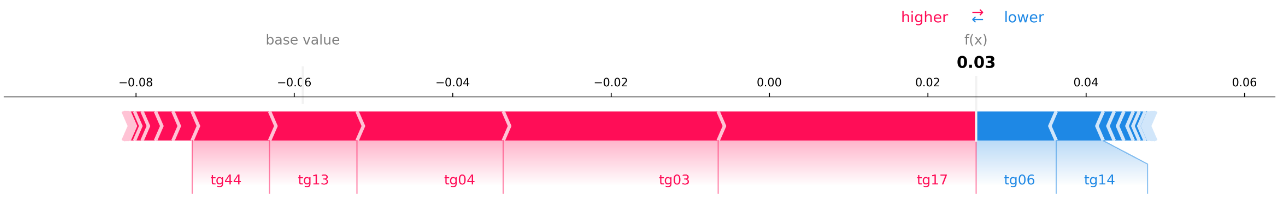 higher ⇄ lower
base value f(x)
0.03
−0.08 −0.06 −0.04 −0.02 0.00 0.02 0.04 0.06
tg44 tg13 tg04 tg03 tg17 tg06 tg14